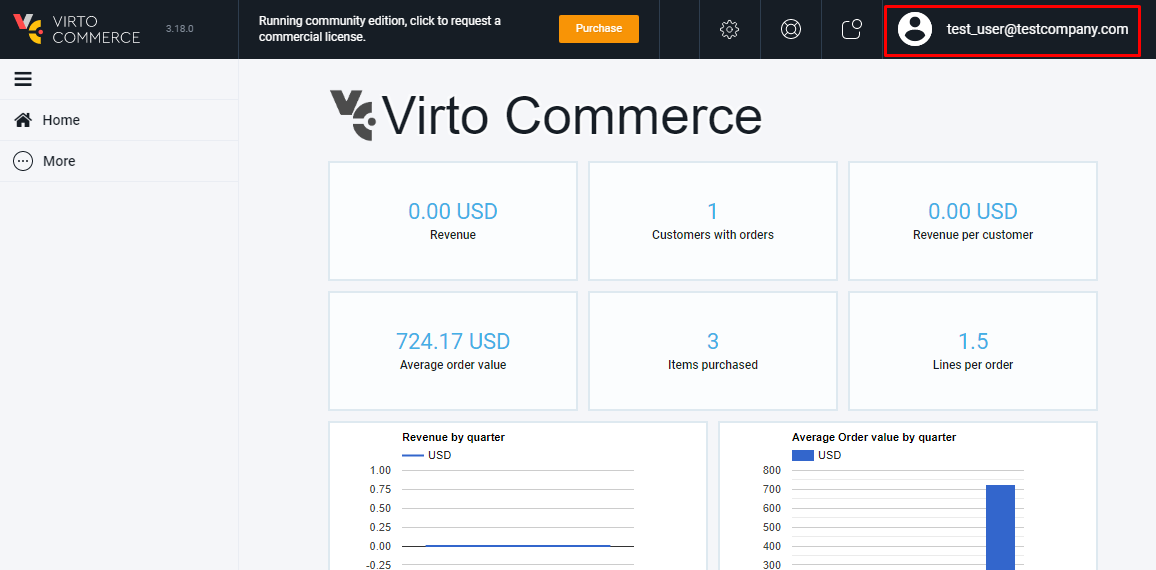 VIRTO
COMMERCE
3.18.0
Running community edition, click to request a
commercial license.
Purchase
test_user@testcompany.com
Home
More
Virto Commerce
0.00 USD
Revenue
1
Customers with orders
0.00 USD
Revenue per customer
724.17 USD
Average order value
3
Items purchased
1.5
Lines per order
Revenue by quarter
USD
1.00
0.75
0.50
0.25
0.00
-0.25
Average Order value by quarter
USD
800
700
600
500
400
300